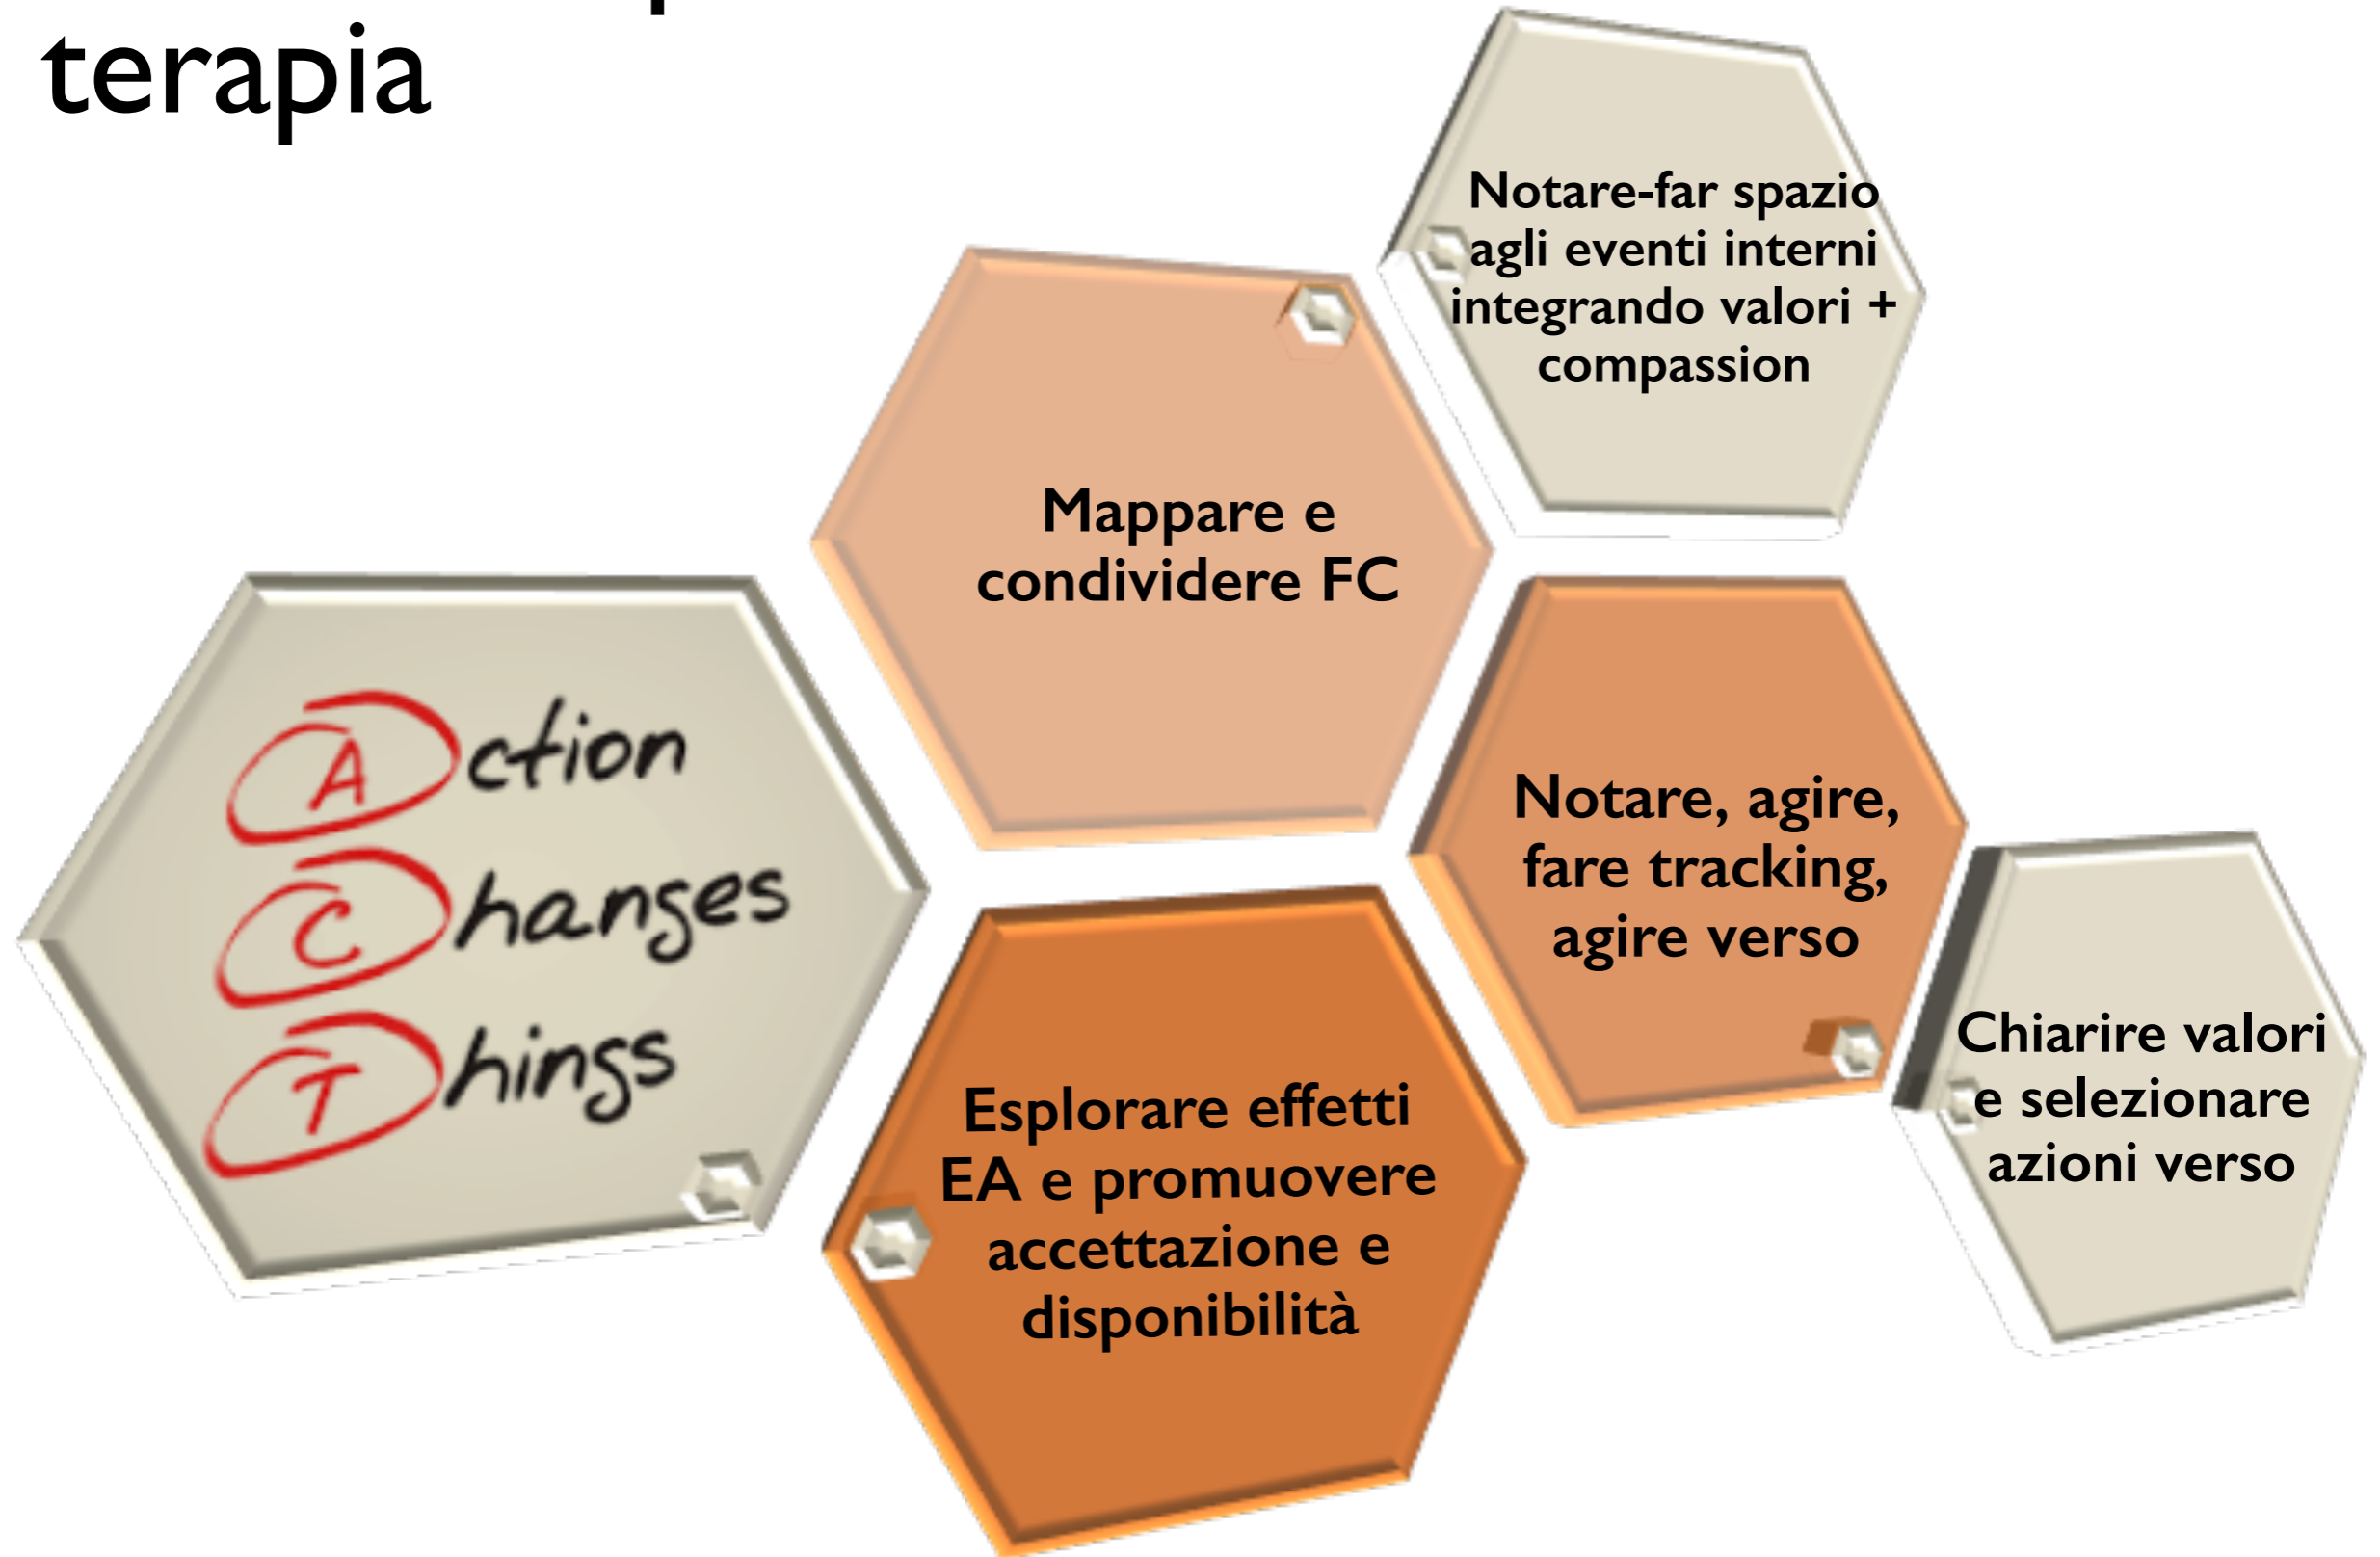 terapia
Notare-far spazio
agli eventi interni
integrando valori +
compassion
Mappare e
condividere FC
Action
Changes
Things
Notare, agire,
fare tracking,
agire verso
Esplorare effetti
EA e promuovere
accettazione e
disponibilità
Chiarire valori
e selezionare
azioni verso